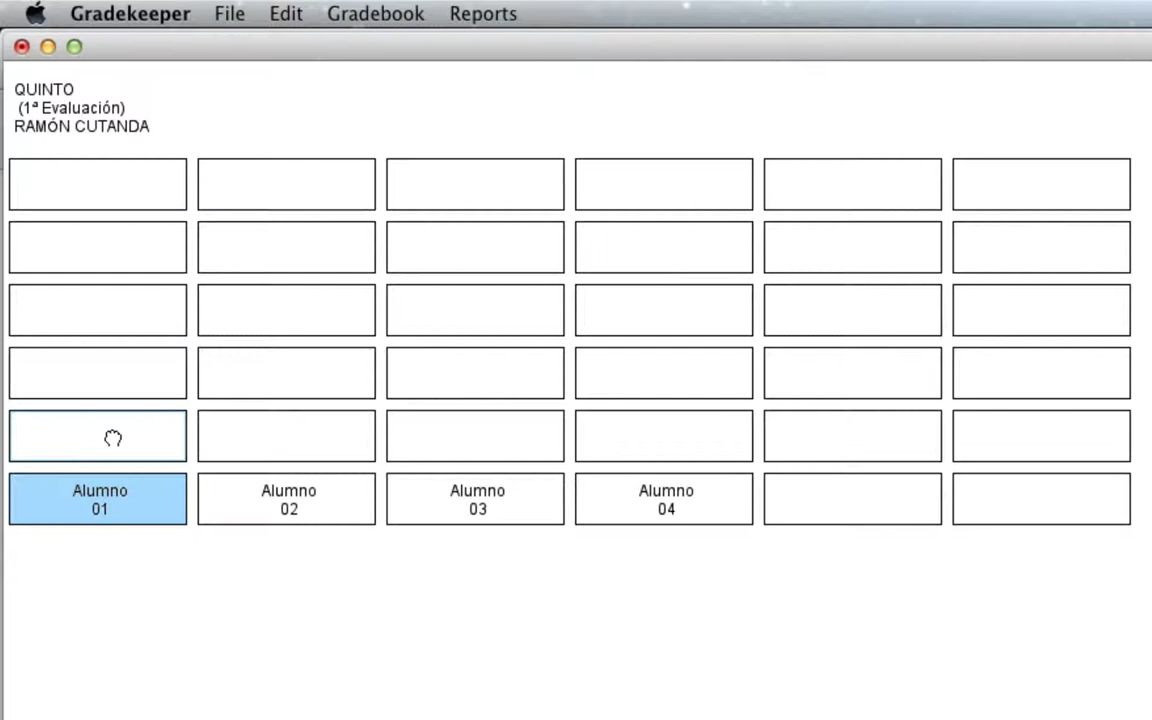 Gradekeeper File Edit Gradebook Reports
QUINTO
(1ª Evaluación)
RAMÓN CUTANDA
Alumno
01
Alumno
02
Alumno
03
Alumno
04